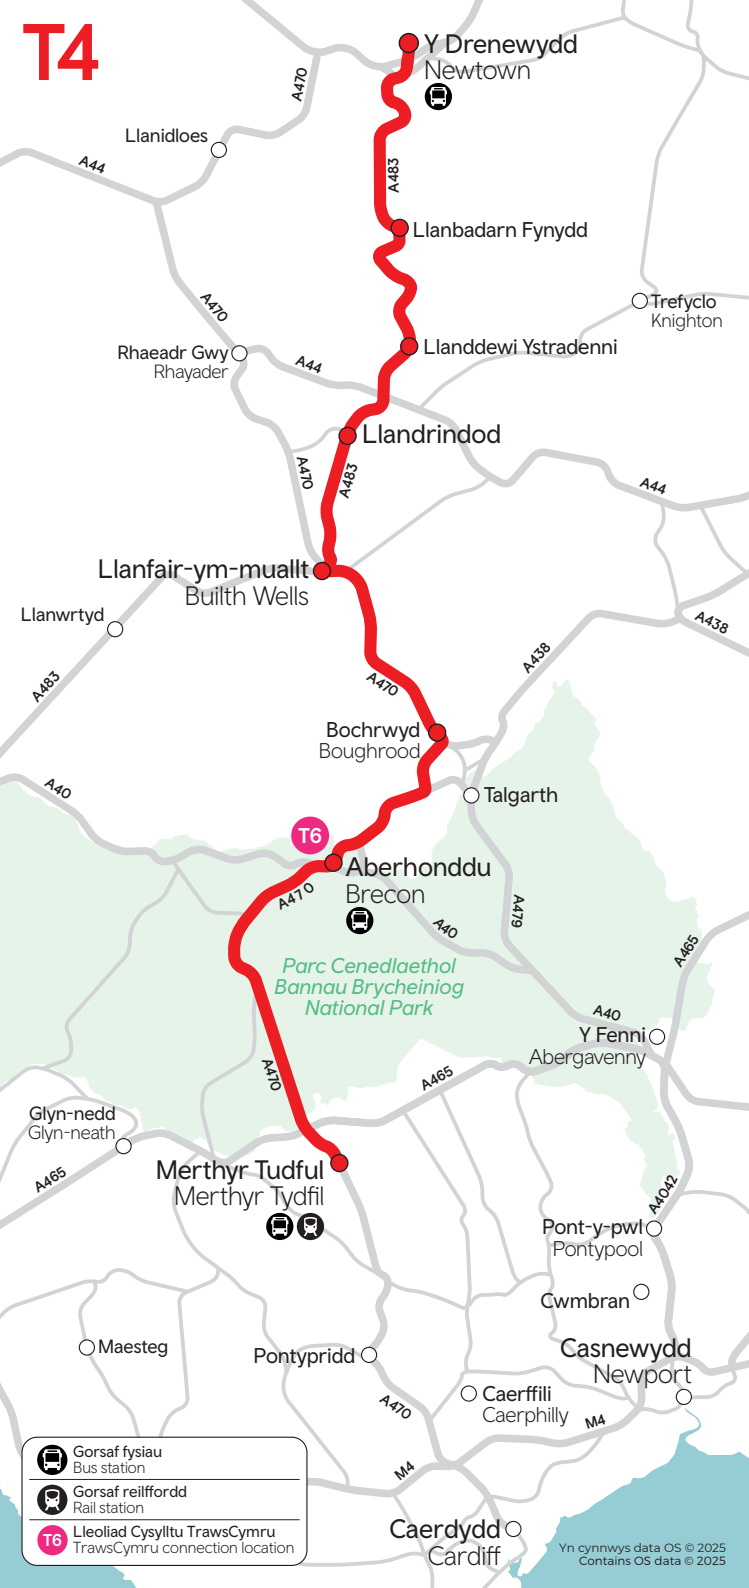 T4
Y Drenewydd
Newtown
A470
Llanidloes
A44
A483
Llanbadarn Fynydd
A470
Trefyclo
Knighton
Rhaeadr Gwy
Rhayader
A44
Llanddewi Ystradenni
Llandrindod
A470
A483
A44
Llanfair-ym-muallt
Builth Wells
Llanwrtyd
A438
A438
A483
A470
Bochrwyd
Boughrood
A40
Talgarth
T6
Aberhonddu
Brecon
A470
A479
A40
A465
Parc Cenedlaethol
Bannau Brycheiniog
National Park
A40
Y Fenni
Abergavenny
A470
A465
Glyn-nedd
Glyn-neath
A465
Merthyr Tudful
Merthyr Tydfil
A4042
Pont-y-pwl
Pontypool
Cwmbran
Maesteg
Pontypridd
Casnewydd
Newport
Caerffili
Caerphilly
A470
M4
M4
Caerdydd
Cardiff
Gorsaf fysiau
Bus station
Gorsaf reilffordd
Rail station
T6
Lleoliad Cysylltu TrawsCymru
TrawsCymru connection location
Yn cynnwys data OS © 2025
Contains OS data © 2025